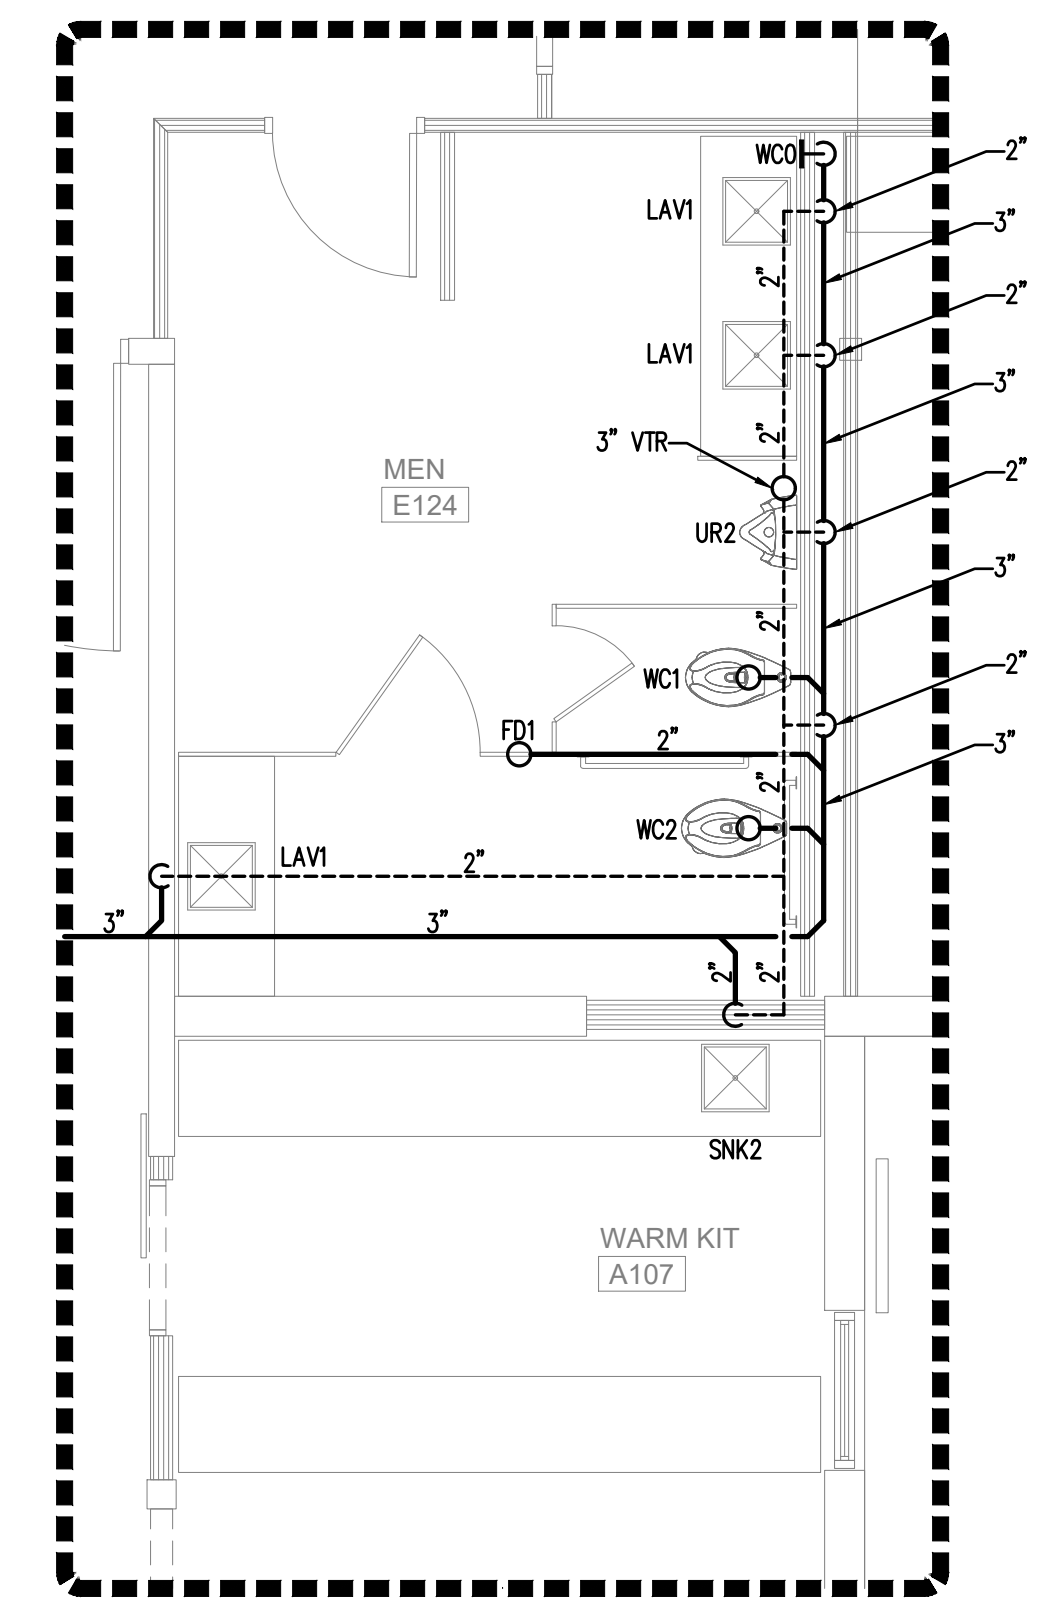 WCO
2"
LAV1
3"
2"
2"
LAV1
3"
2"
3" VTR
MEN
E124
2"
UR2
3"
2"
2"
WC1
FD1
2"
3"
2"
WC2
LAV1
2"
3"
3"
2"
2"
SNK2
WARM KIT
A107